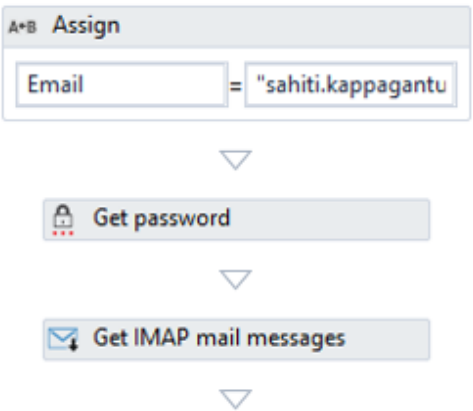 A+B Assign
Email = "sahiti.kappagantu
Get password
Get IMAP mail messages